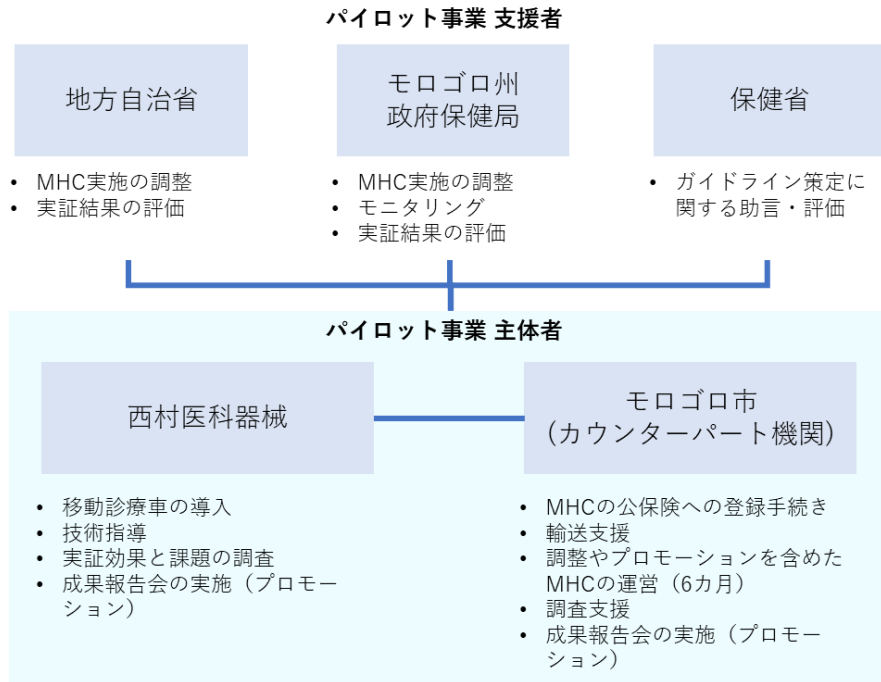 パイロット事業 支援者
地方自治省
• MHC実施の調整
• 実証結果の評価
モロゴロ州
政府保健局
• MHC実施の調整
• モニタリング
• 実証結果の評価
保健省
• ガイドライン策定に
関する助言・評価
パイロット事業 主体者
西村医科器械
• 移動診療車の導入
• 技術指導
• 実証効果と課題の調査
• 成果報告会の実施（プロモー
ション）
モロゴロ市
(カウンターパート機関)
• MHCの公保険への登録手続き
• 輸送支援
• 調整やプロモーションを含めた
MHCの運営（6カ月）
• 調査支援
• 成果報告会の実施（プロモー
ション）